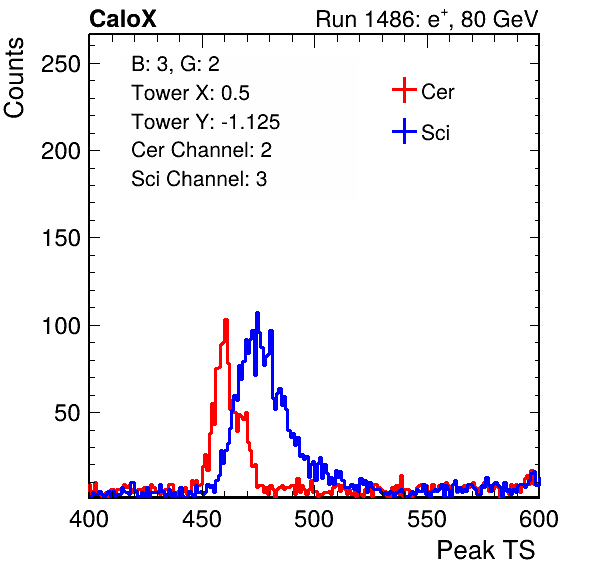 CaloX Run 1486: e⁺, 80 GeV
Counts
B: 3, G: 2
Tower X: 0.5
Tower Y: -1.125
Cer Channel: 2
Sci Channel: 3
Cer
Sci
250
200
150
100
50
400 450 500 550 600
Peak TS